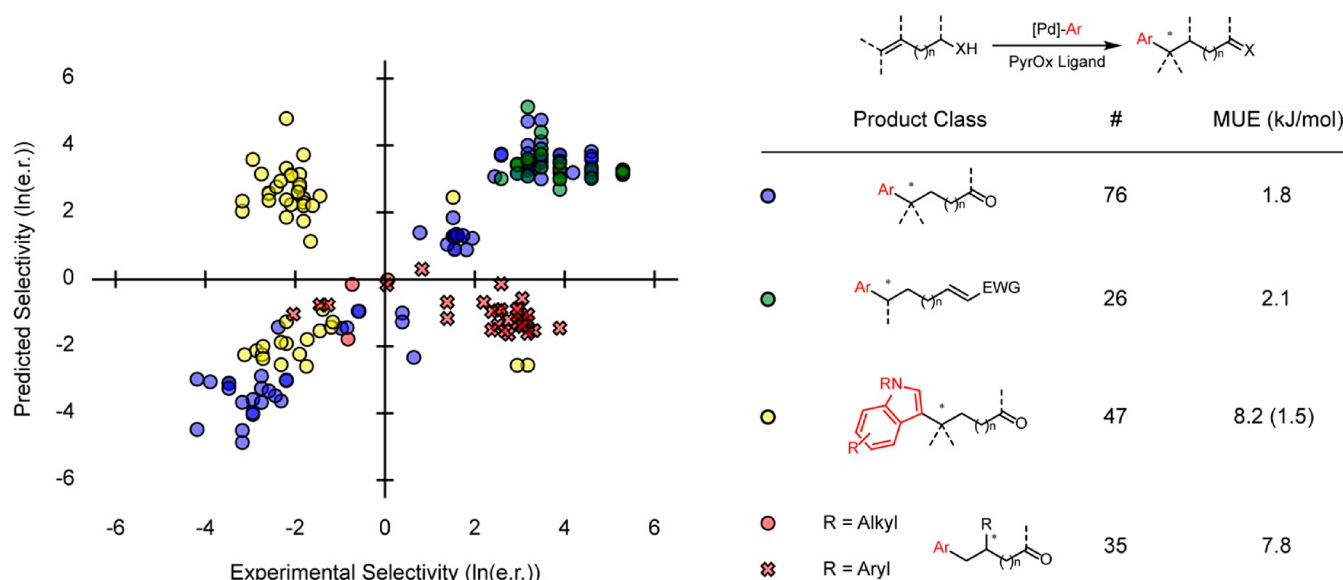 [Pd]-Ar
XH
PyrOx Ligand
Ar
*
( )n
( )n
X
Product Class
#
MUE (kJ/mol)
Ar
*
( )n
O
76
1.8
Ar
*
( )n
EWG
26
2.1
RN
R
*
( )n
O
47
8.2 (1.5)
R = Alkyl
R = Aryl
Ar
R
*
( )n
O
35
7.8
Predicted Selectivity (ln(e.r.))
6
4
2
0
-2
-4
-6
-6
-4
-2
0
2
4
6
Experimental Selectivity (ln(e.r.))